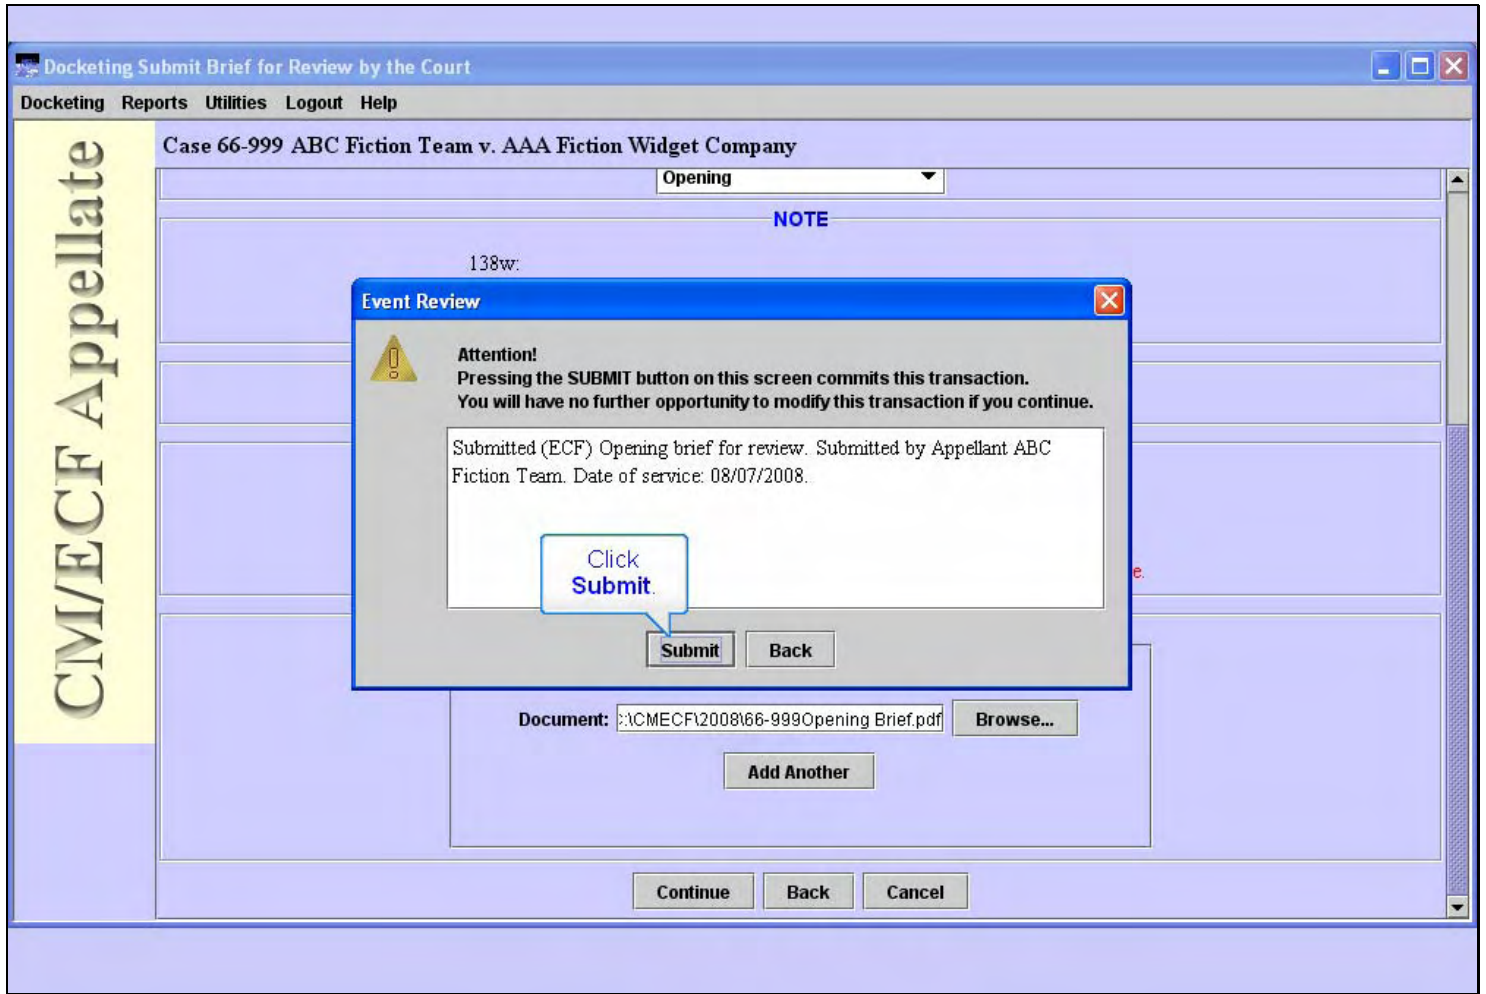 Docketing Submit Brief for Review by the Court
Docketing Reports Utilities Logout Help
CM/ECF Appellate
Case 66-999 ABC Fiction Team v. AAA Fiction Widget Company
Opening
NOTE
138w:
Event Review
Attention!
Pressing the SUBMIT button on this screen commits this transaction.
You will have no further opportunity to modify this transaction if you continue.
Submitted (ECF) Opening brief for review. Submitted by Appellant ABC
Fiction Team. Date of service: 08/07/2008.
Click
Submit.
e.
Submit Back
Document: :\CMECF\2008\66-999Opening Brief.pdf Browse...
Add Another
Continue Back Cancel